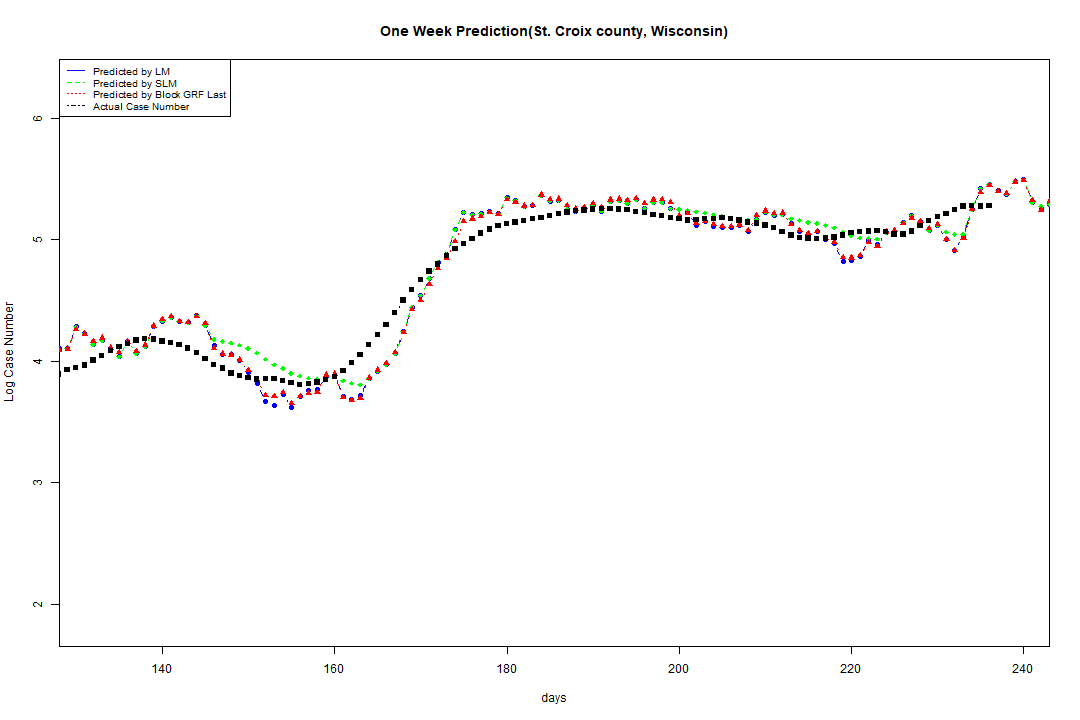 One Week Prediction(St. Croix county, Wisconsin)
Predicted by LM
Predicted by SLM
Predicted by Block GRF Last
Actual Case Number
6
5
4
3
2
Log Case Number
140 160 180 200 220 240
days